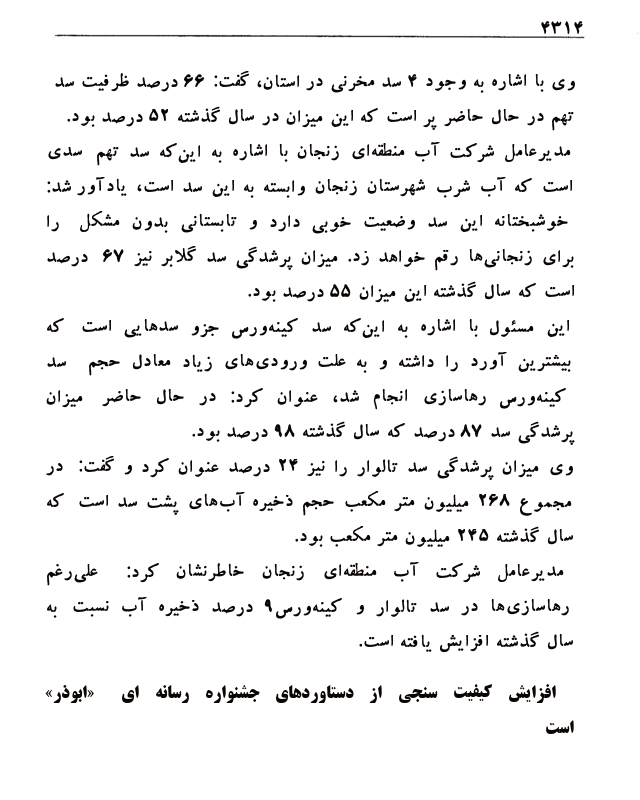 ۴۳۱۴
وی با اشاره به وجود ۴ سد مخرنی در استان، گفت: ۶۶ درصد ظرفیت سد
تهم در حال حاضر پر است که این میزان در سال گذشته ۵۲ درصد بود.
مدیرعامل شرکت آب منطقه‌ای زنجان با اشاره به این‌که سد تهم سدی
است که آب شرب شهرستان زنجان وابسته به این سد است، یادآور شد:
خوشبختانه این سد وضعیت خوبی دارد و تابستانی بدون مشکل را
برای زنجانی‌ها رقم خواهد زد. میزان پرشدگی سد گلابر نیز ۶۷ درصد
است که سال گذشته این میزان ۵۵ درصد بود.
این مسئول با اشاره به این‌که سد کینه‌ورس جزو سدهایی است که
بیشترین آورد را داشته و به علت ورودی‌های زیاد معادل حجم سد
کینه‌ورس رهاسازی انجام شد، عنوان کرد: در حال حاضر میزان
پرشدگی سد ۸۷ درصد که سال گذشته ۹۸ درصد بود.
وی میزان پرشدگی سد تالوار را نیز ۲۴ درصد عنوان کرد و گفت: در
مجموع ۲۶۸ میلیون متر مکعب حجم ذخیره آب‌های پشت سد است که
سال گذشته ۲۴۵ میلیون متر مکعب بود.
مدیرعامل شرکت آب منطقه‌ای زنجان خاطرنشان کرد: علی‌رغم
رهاسازی‌ها در سد تالوار و کینه‌ورس۹ درصد ذخیره آب نسبت به
سال گذشته افزایش یافته است.
افزایش کیفیت سنجی از دستاوردهای جشنواره رسانه ای «ابوذر»
است